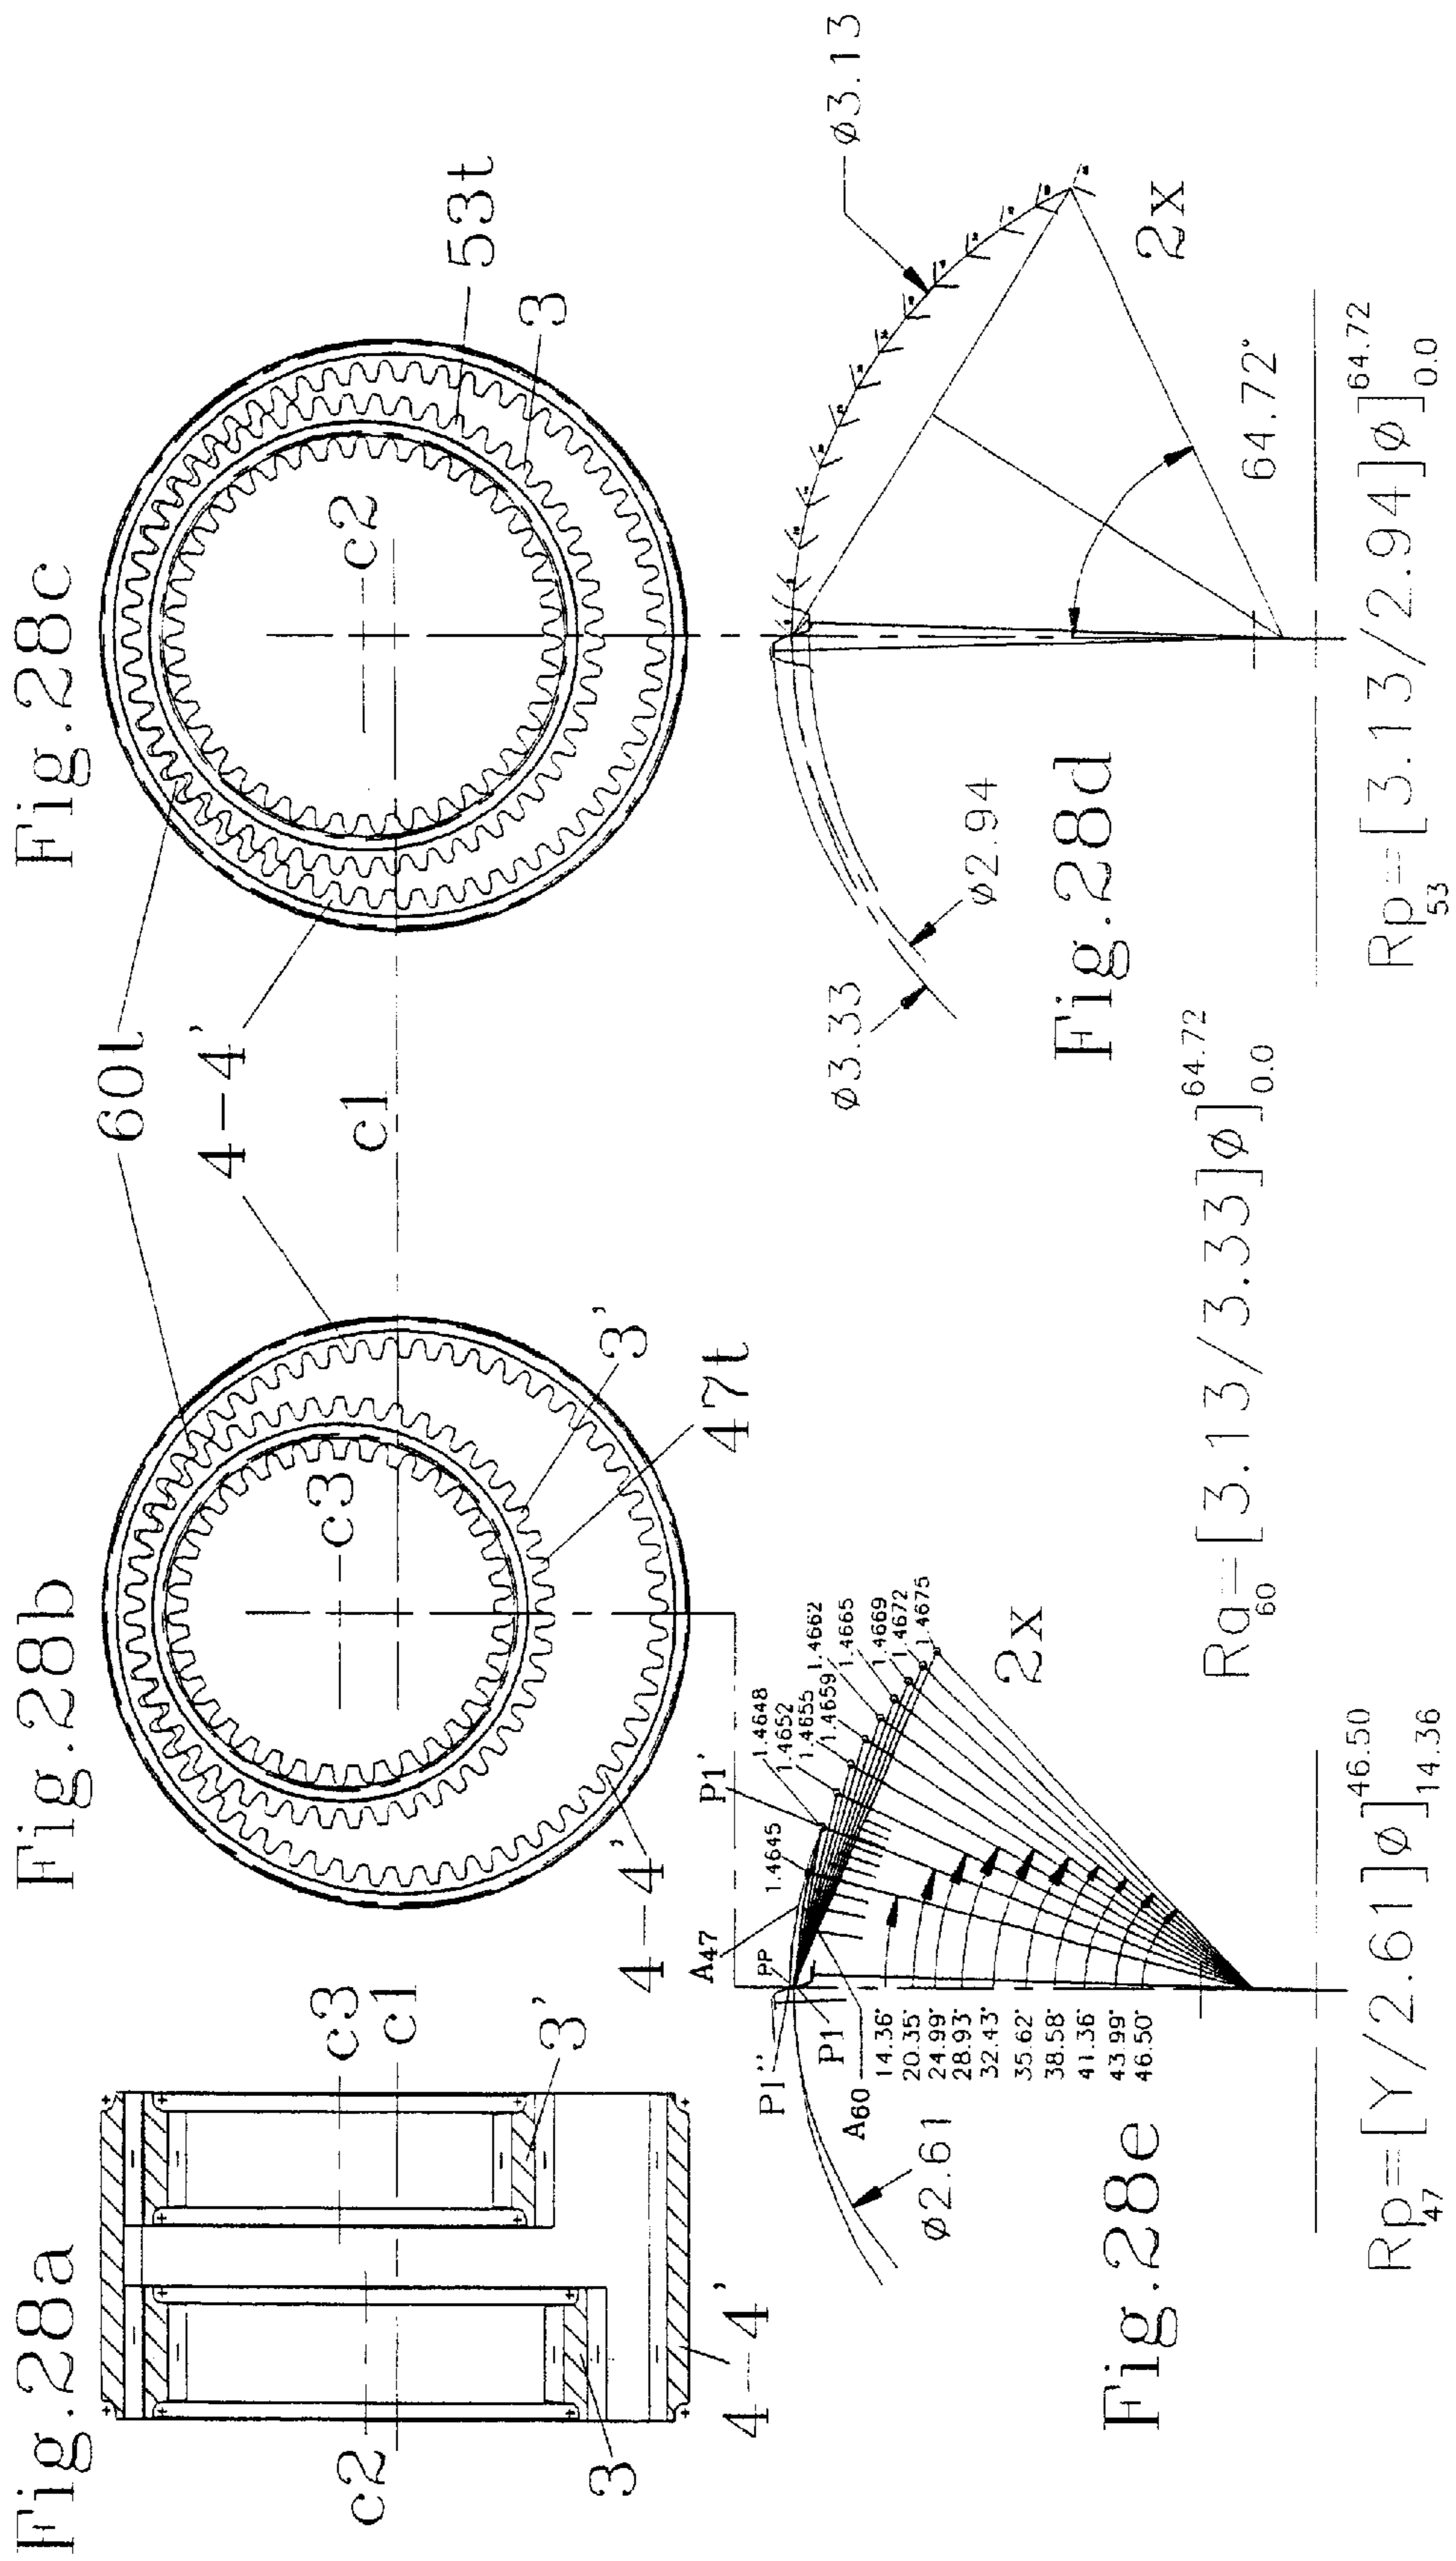 Fig.28a
c3
c1
c2
3'
3
4-4'
Fig.28b
60t
4-4'
c3
c1
3'
47t
4-4'
Fig.28c
c2
53t
3
Fig.28e
P1''
P1
A60
A47
PP
P1'
1.4645
1.4648
1.4652
1.4655
1.4659
1.4662
1.4665
1.4669
1.4672
1.4675
14.36°
20.35°
24.99°
28.93°
32.43°
35.62°
38.58°
41.36°
43.99°
46.50°
ø2.61
2x
Rp47=[Y/2.61]ø]46.50 14.36
Ra60=[3.13/3.33]ø]64.72 0.0
Fig.28d
ø3.33
ø2.94
ø3.13
64.72°
2x
Rp53=[3.13/2.94]ø]64.72 0.0